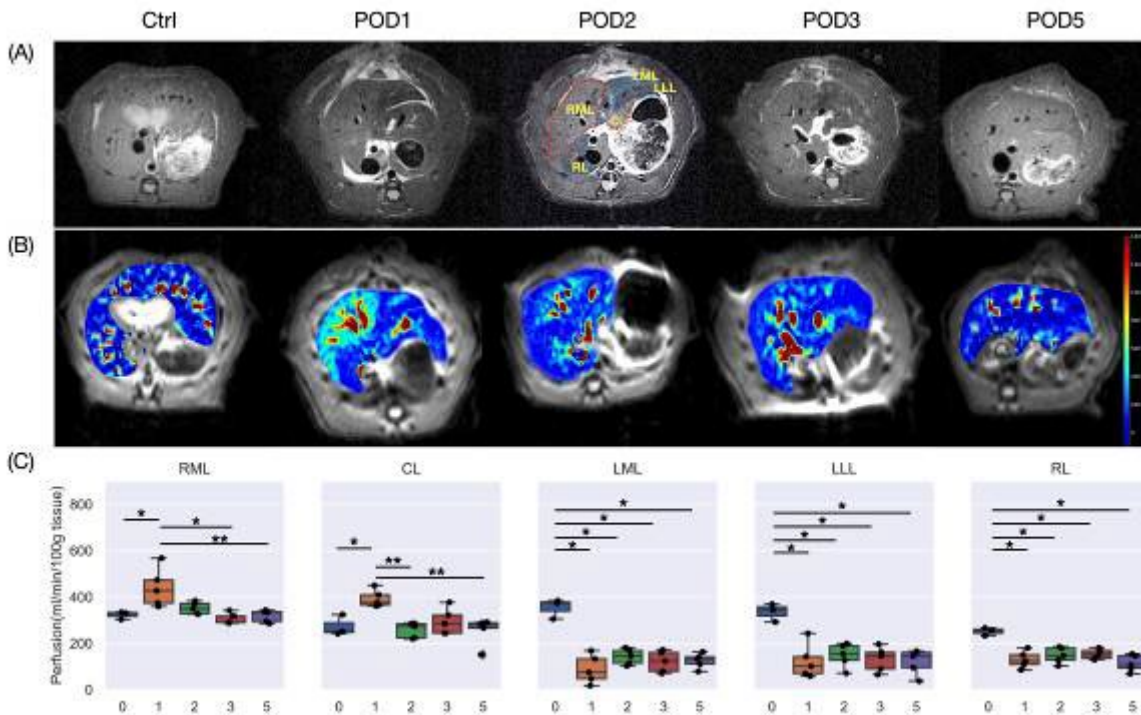 Ctrl POD1 POD2 POD3 POD5
(A)
LML
LLL
RML
CL
RL
(B)
(C)
RML CL LML LLL RL
Perfusion(ml/min/100g tissue)
800
600
400
200
0
* * **
* ** **
* * *
* * * *
* * *
0 1 2 3 5 0 1 2 3 5 0 1 2 3 5 0 1 2 3 5 0 1 2 3 5